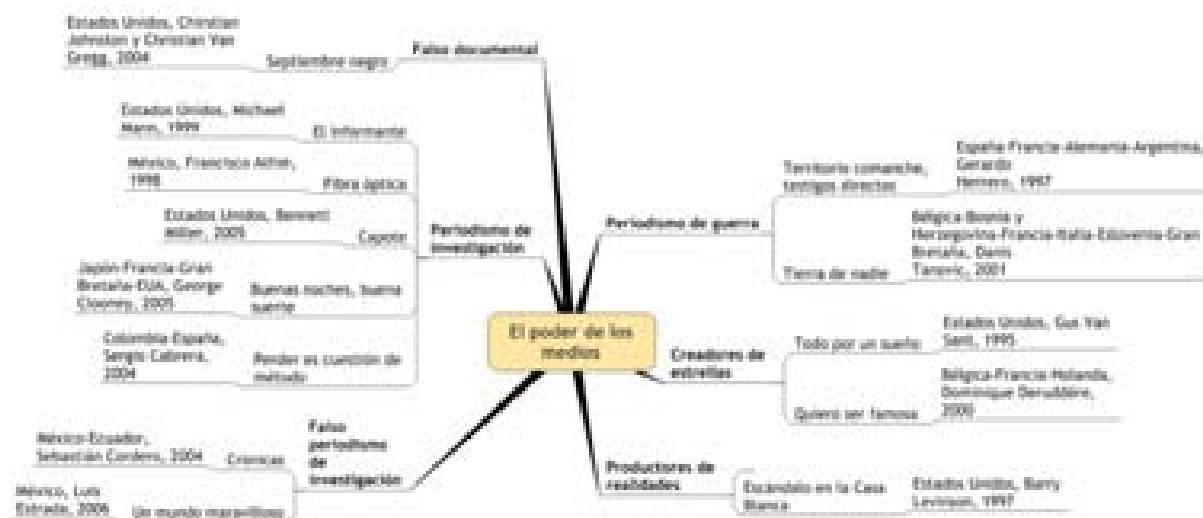 Estados Unidos, Christian
Johnston y Christian Van
Gregg, 2004
Septiembre negro
Falso documental
Estados Unidos, Michael
Mann, 1999
El informante
México, Francisco Athié,
1998
Fibra óptica
Estados Unidos, Bennett
Miller, 2005
Capote
Periodismo de
investigación
Japón-Francia-Gran
Bretaña-EUA, George
Clooney, 2005
Buenas noches, buena
suerte
Colombia-España,
Sergio Cabrera,
2004
Perder es cuestión de
método
México-Ecuador,
Sebastián Cordero, 2004
Crónicas
Falso
periodismo
de
investigación
México, Luis
Estrada, 2006
Un mundo maravilloso
El poder de los
medios
Periodismo de guerra
Territorio comanche,
testigos directos
España-Francia-Alemania-Argentina,
Gerardo
Herrero, 1997
Tierra de nadie
Bélgica-Bosnia y
Herzegovina-Francia-Italia-Eslovenia-Gran
Bretaña, Danis
Tanovic, 2001
Creadores de
estrellas
Todo por un sueño
Estados Unidos, Gus Van
Sant, 1995
Quiero ser famosa
Bélgica-Francia-Holanda,
Dominique Deruddere,
2000
Productores de
realidades
Escándalo en la Casa
Blanca
Estados Unidos, Barry
Levinson, 1997